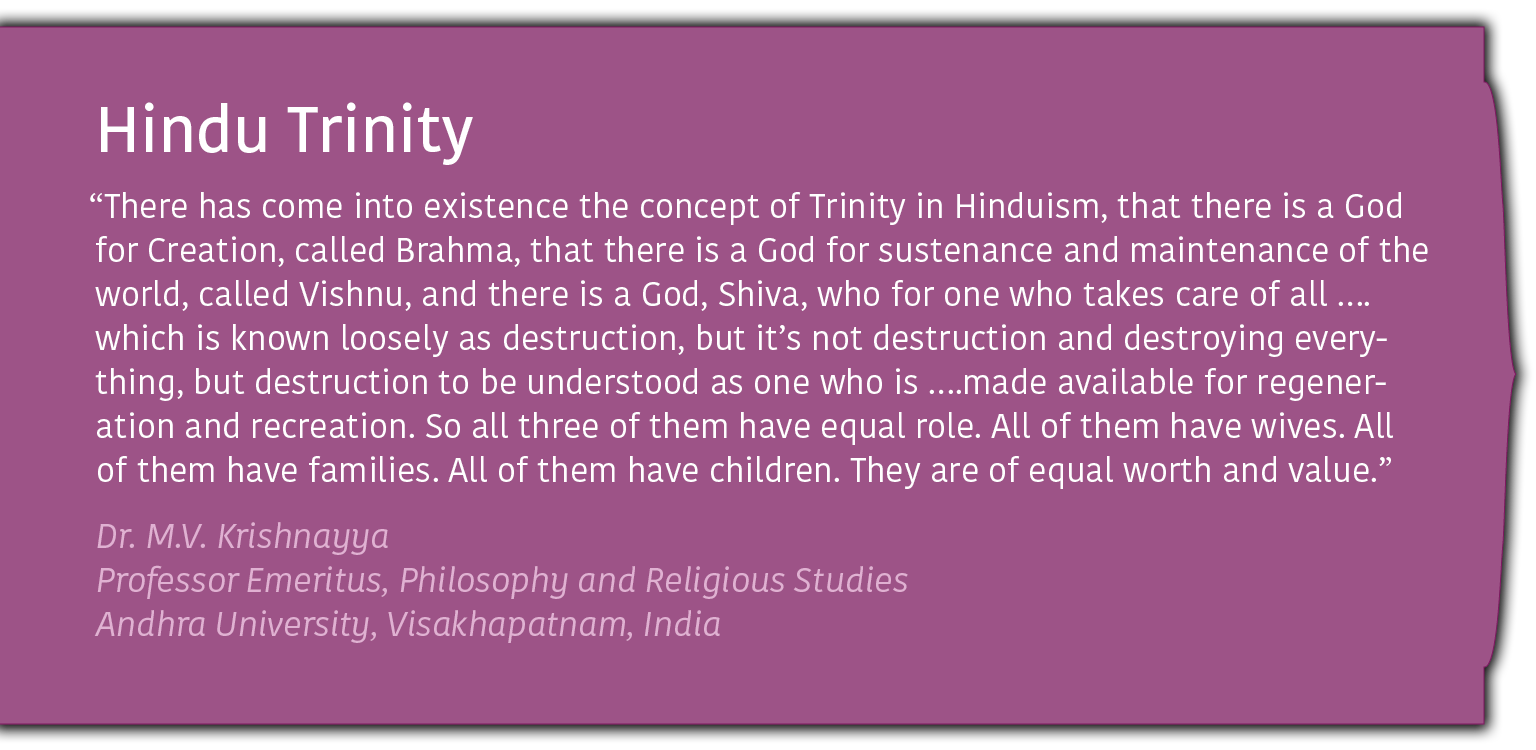 Hindu Trinity
“There has come into existence the concept of Trinity in Hinduism, that there is a God
for Creation, called Brahma, that there is a God for sustenance and maintenance of the
world, called Vishnu, and there is a God, Shiva, who for one who takes care of all ....
which is known loosely as destruction, but it’s not destruction and destroying every-
thing, but destruction to be understood as one who is ....made available for regener-
ation and recreation. So all three of them have equal role. All of them have wives. All
of them have families. All of them have children. They are of equal worth and value.”
Dr. M.V. Krishnayya
Professor Emeritus, Philosophy and Religious Studies
Andhra University, Visakhapatnam, India